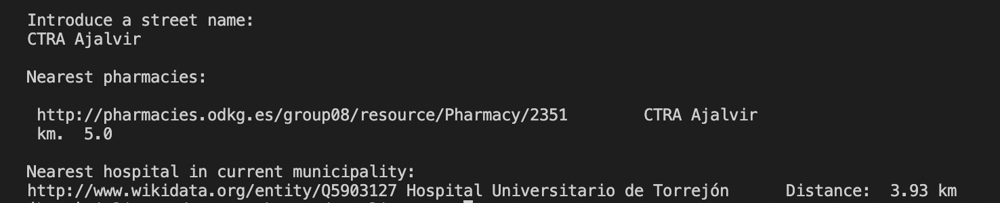 Introduce a street name:
CTRA Ajalvir
Nearest pharmacies:
http://pharmacies.odkg.es/group08/resource/Pharmacy/2351 CTRA Ajalvir
km. 5.0
Nearest hospital in current municipality:
http://www.wikidata.org/entity/Q5903127 Hospital Universitario de Torrejón Distance: 3.93 km